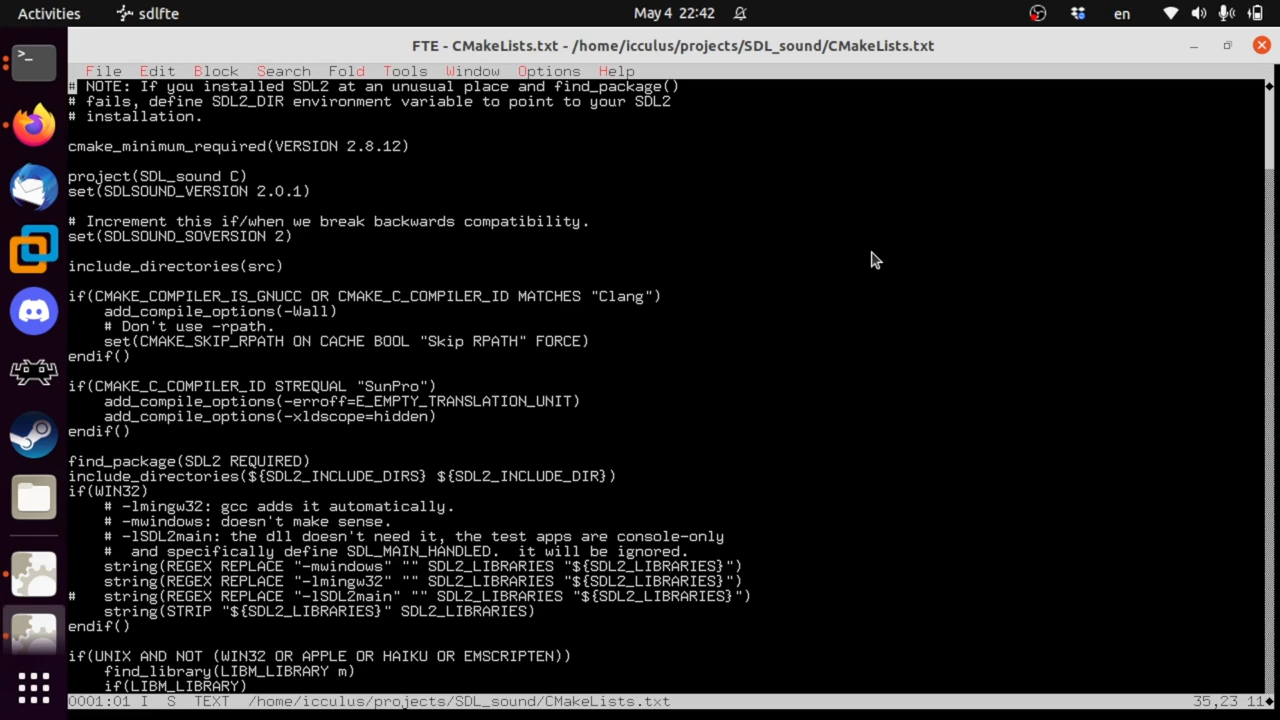 Activities
sdlfte
May 4 22:42
en
FTE - CMakeLists.txt - /home/icculus/projects/SDL_sound/CMakeLists.txt
File Edit Block Search Fold Tools Window Options Help
# NOTE: If you installed SDL2 at an unusual place and find_package()
# fails, define SDL2_DIR environment variable to point to your SDL2
# installation.
cmake_minimum_required(VERSION 2.8.12)
project(SDL_sound C)
set(SDLSOUND_VERSION 2.0.1)
# Increment this if/when we break backwards compatibility.
set(SDLSOUND_SOVERSION 2)
include_directories(src)
if(CMAKE_COMPILER_IS_GNUCC OR CMAKE_C_COMPILER_ID MATCHES "Clang")
    add_compile_options(-Wall)
    # Don't use -rpath.
    set(CMAKE_SKIP_RPATH ON CACHE BOOL "Skip RPATH" FORCE)
endif()
if(CMAKE_C_COMPILER_ID STREQUAL "SunPro")
    add_compile_options(-erroff=E_EMPTY_TRANSLATION_UNIT)
    add_compile_options(-xldscope=hidden)
endif()
find_package(SDL2 REQUIRED)
include_directories(${SDL2_INCLUDE_DIRS} ${SDL2_INCLUDE_DIR})
if(WIN32)
    # -lmingw32: gcc adds it automatically.
    # -mwindows: doesn't make sense.
    # -lSDL2main: the dll doesn't need it, the test apps are console-only
    #  and specifically define SDL_MAIN_HANDLED.  it will be ignored.
    string(REGEX REPLACE "-mwindows" "" SDL2_LIBRARIES "${SDL2_LIBRARIES}")
    string(REGEX REPLACE "-lmingw32" "" SDL2_LIBRARIES "${SDL2_LIBRARIES}")
#   string(REGEX REPLACE "-lSDL2main" "" SDL2_LIBRARIES "${SDL2_LIBRARIES}")
    string(STRIP "${SDL2_LIBRARIES}" SDL2_LIBRARIES)
endif()
if(UNIX AND NOT (WIN32 OR APPLE OR HAIKU OR EMSCRIPTEN))
    find_library(LIBM_LIBRARY m)
    if(LIBM_LIBRARY)
0001:01 I  S  TEXT  /home/icculus/projects/SDL_sound/CMakeLists.txt 35,23 11